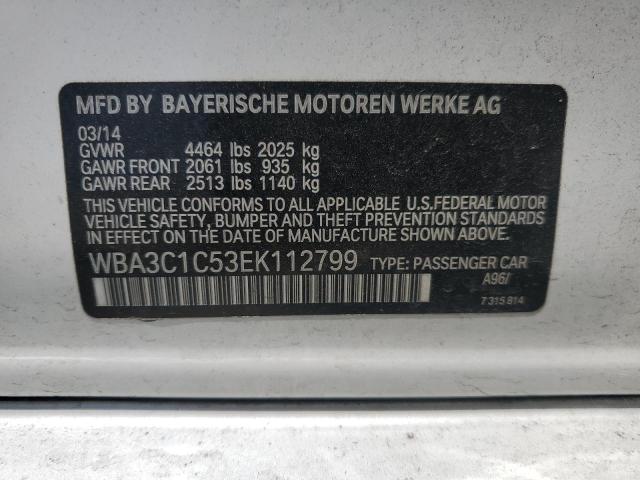 MFD BY BAYERISCHE MOTOREN WERKE AG
03/14
GVWR 4464 lbs 2025 kg
GAWR FRONT 2061 lbs 935 kg
GAWR REAR 2513 lbs 1140 kg
THIS VEHICLE CONFORMS TO ALL APPLICABLE U.S.FEDERAL MOTOR
VEHICLE SAFETY, BUMPER AND THEFT PREVENTION STANDARDS
IN EFFECT ON THE DATE OF MANUFACTURE SHOWN ABOVE.
WBA3C1C53EK112799 TYPE: PASSENGER CAR
A96/
7 315 814